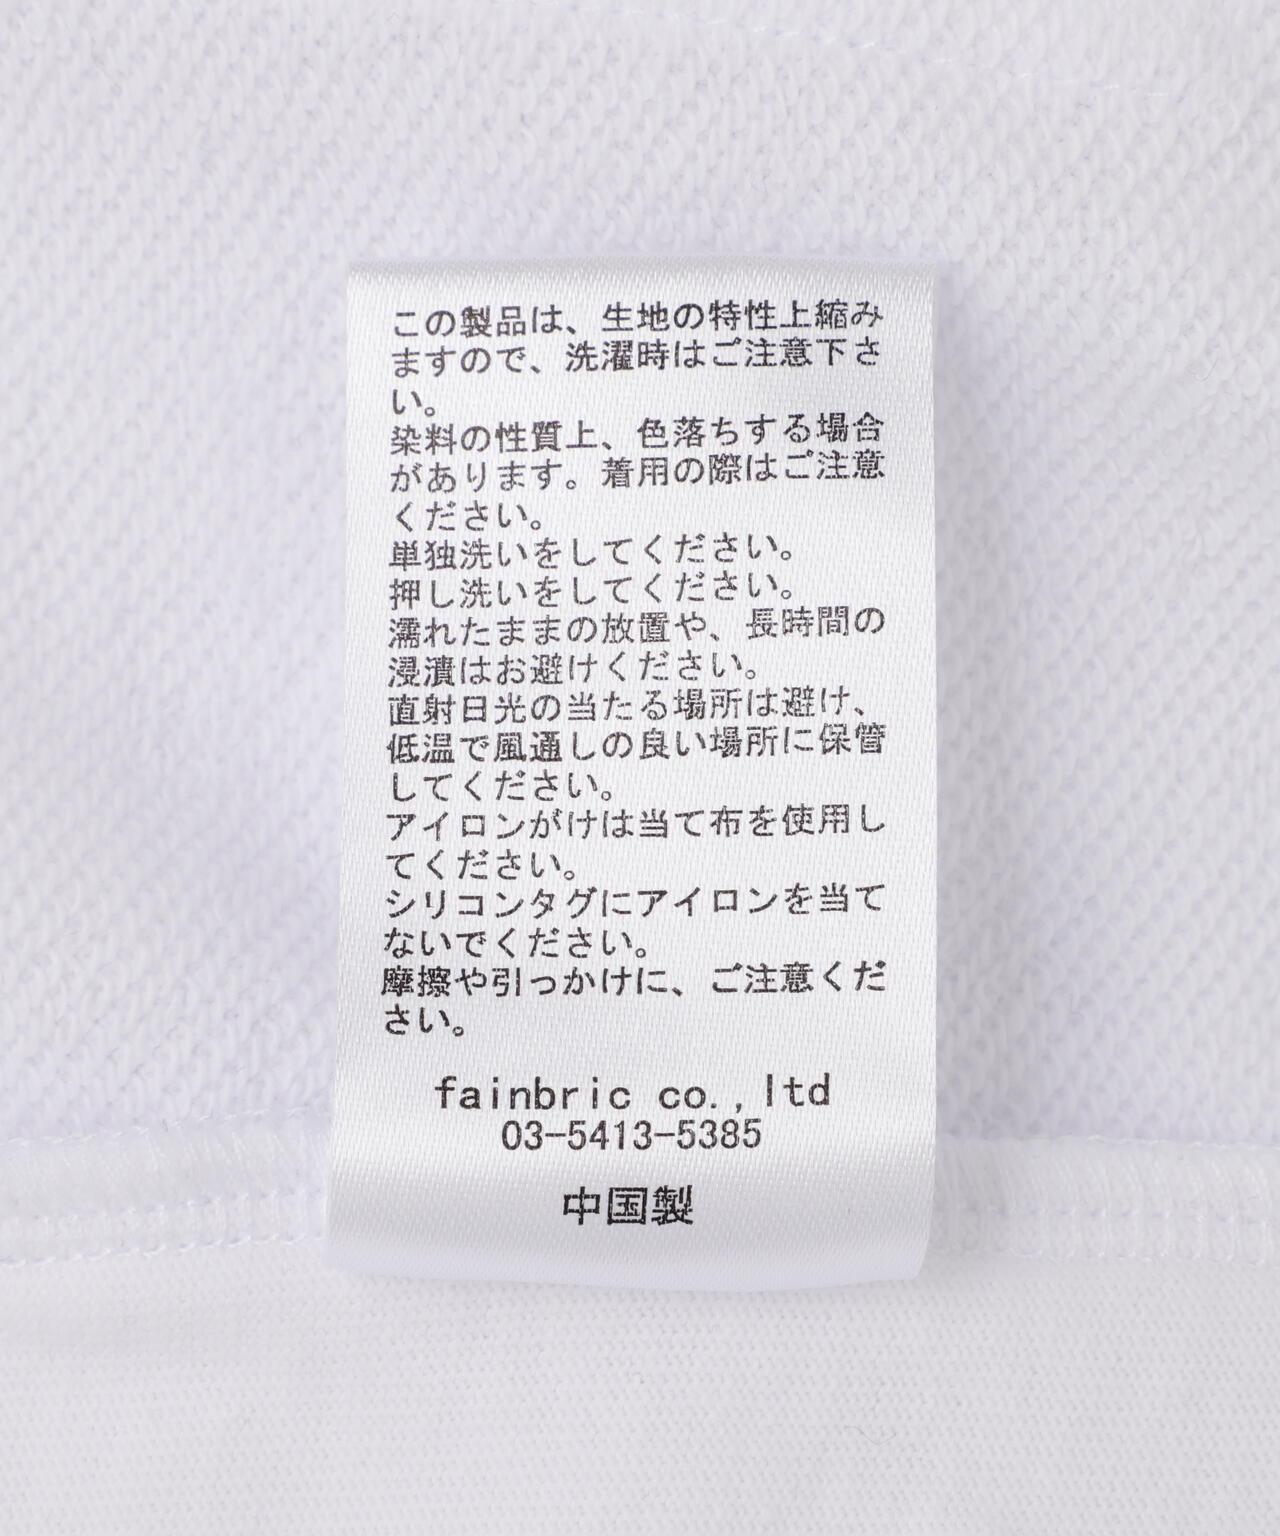 この製品は、生地の特性上縮み
ますので、洗濯時はご注意下さ
い。
染料の性質上、色落ちする場合
があります。着用の際はご注意
ください。
単独洗いをしてください。
押し洗いをしてください。
濡れたままの放置や、長時間の
浸漬はお避けください。
直射日光の当たる場所は避け、
低温で風通しの良い場所に保管
してください。
アイロンがけは当て布を使用し
てください。
シリコンタグにアイロンを当て
ないでください。
摩擦や引っかけに、ご注意くだ
さい。
fainbric co.,ltd
03-5413-5385
中国製